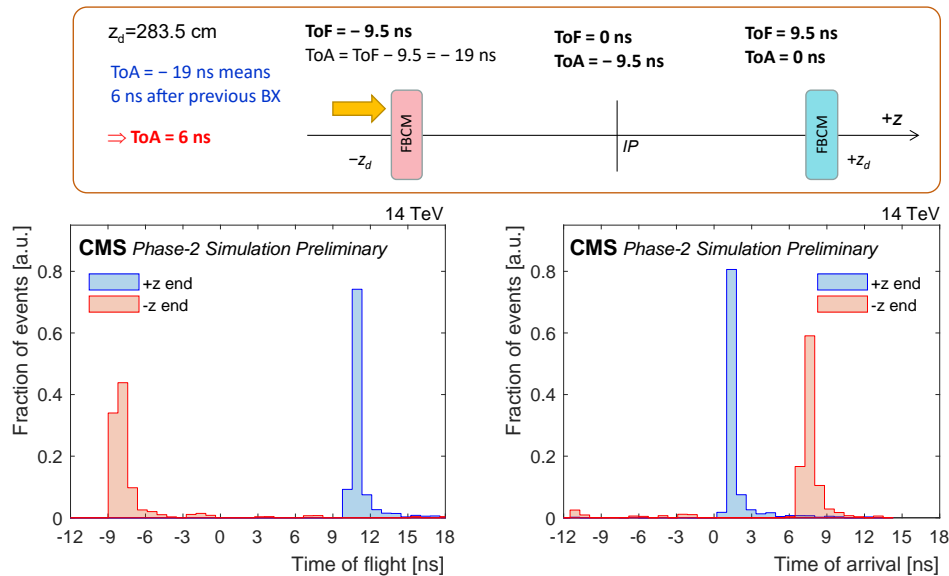 z_d=283.5 cm
ToF = – 9.5 ns
ToA = ToF – 9.5 = – 19 ns
ToF = 0 ns
ToA = – 9.5 ns
ToF = 9.5 ns
ToA = 0 ns
ToA = – 19 ns means
6 ns after previous BX
⇒ ToA = 6 ns
FBCM
FBCM
+z
−z_d
IP
+z_d
14 TeV
CMS Phase-2 Simulation Preliminary
+z end
-z end
Fraction of events [a.u.]
0.8
0.6
0.4
0.2
0
-12 -9 -6 -3 0 3 6 9 12 15 18
Time of flight [ns]
14 TeV
CMS Phase-2 Simulation Preliminary
+z end
-z end
Fraction of events [a.u.]
0.8
0.6
0.4
0.2
0
-12 -9 -6 -3 0 3 6 9 12 15 18
Time of arrival [ns]